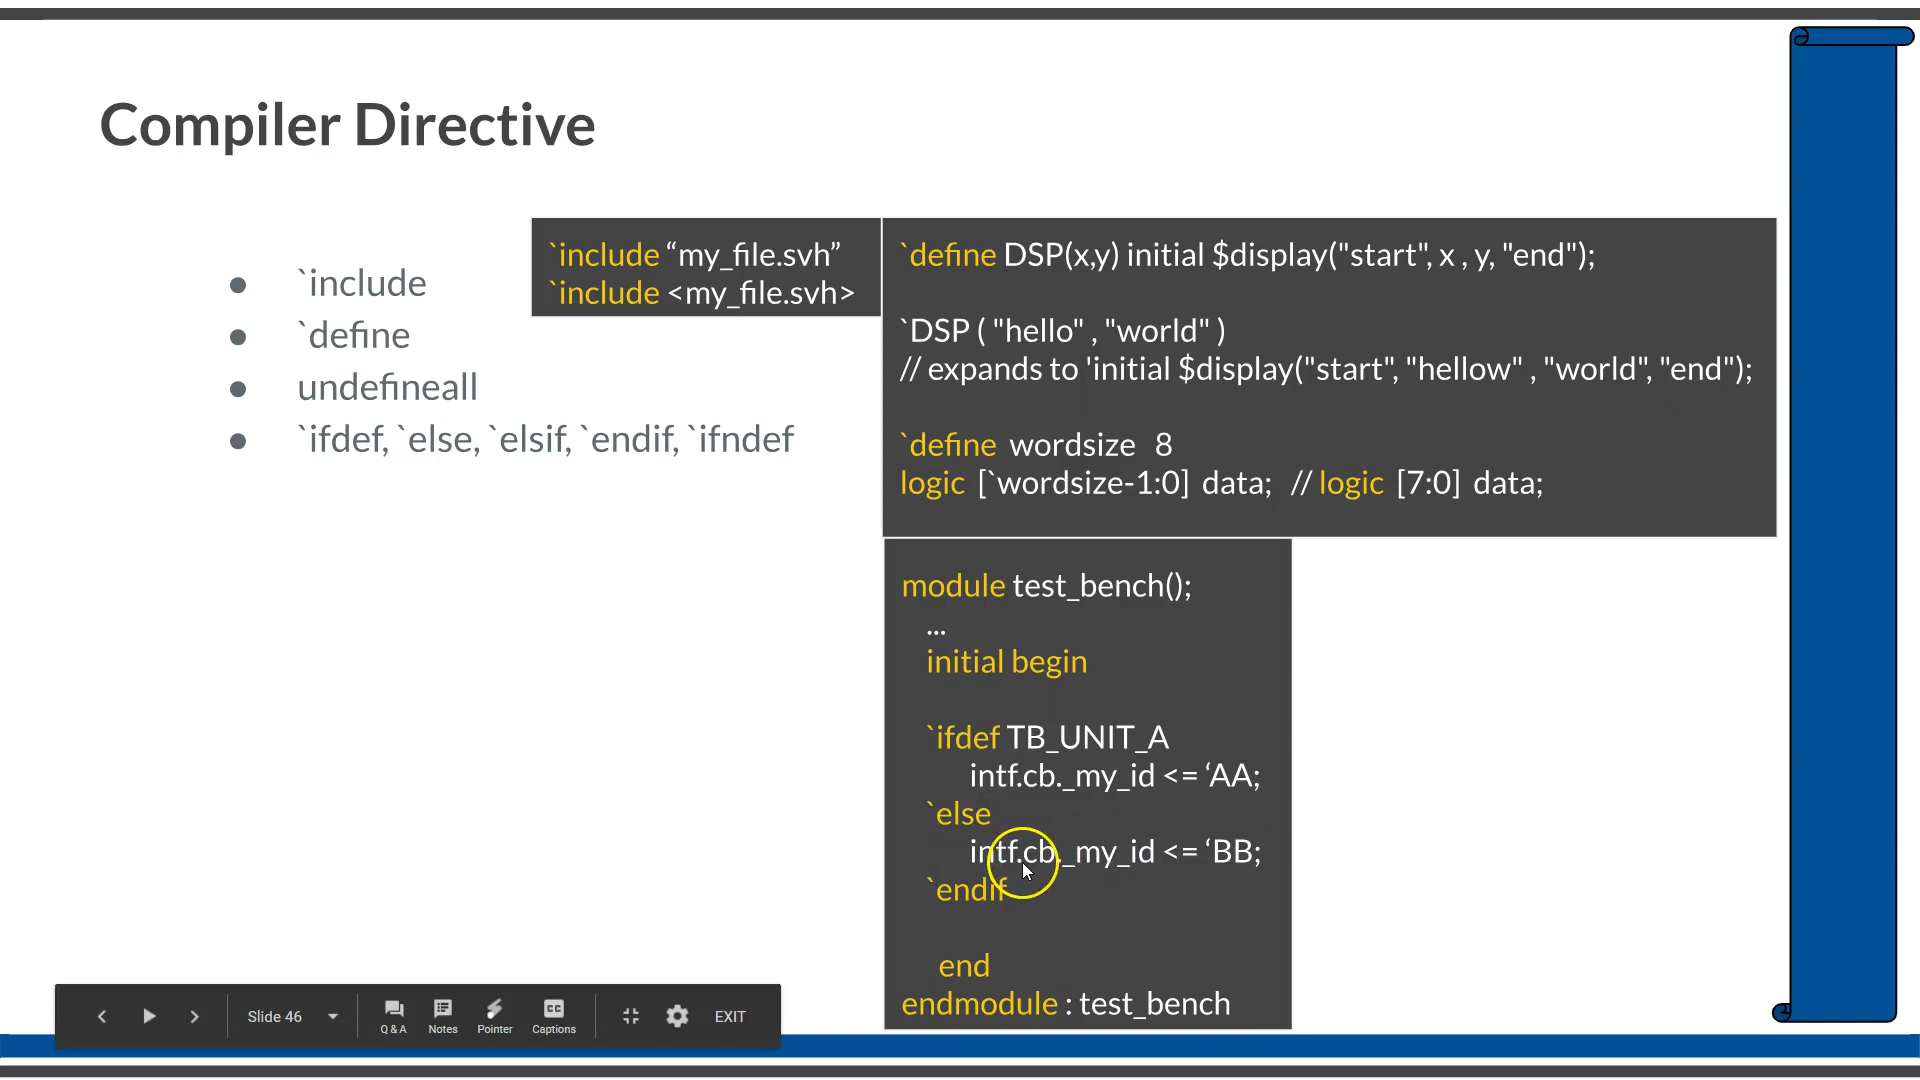 Compiler Directive
● `include
● `define
● undefineall
● `ifdef, `else, `elsif, `endif, `ifndef
`include “my_file.svh”
`include <my_file.svh>
`define DSP(x,y) initial $display("start", x , y, "end");
`DSP ( "hello" , "world" )
// expands to 'initial $display("start", "hellow" , "world", "end");
`define wordsize 8
logic [`wordsize-1:0] data; // logic [7:0] data;
module test_bench();
...
initial begin
`ifdef TB_UNIT_A
intf.cb._my_id <= ‘AA;
`else
intf.cb._my_id <= ‘BB;
`endif
end
endmodule : test_bench
Slide 46
Q & A
Notes
Pointer
CC
Captions
EXIT